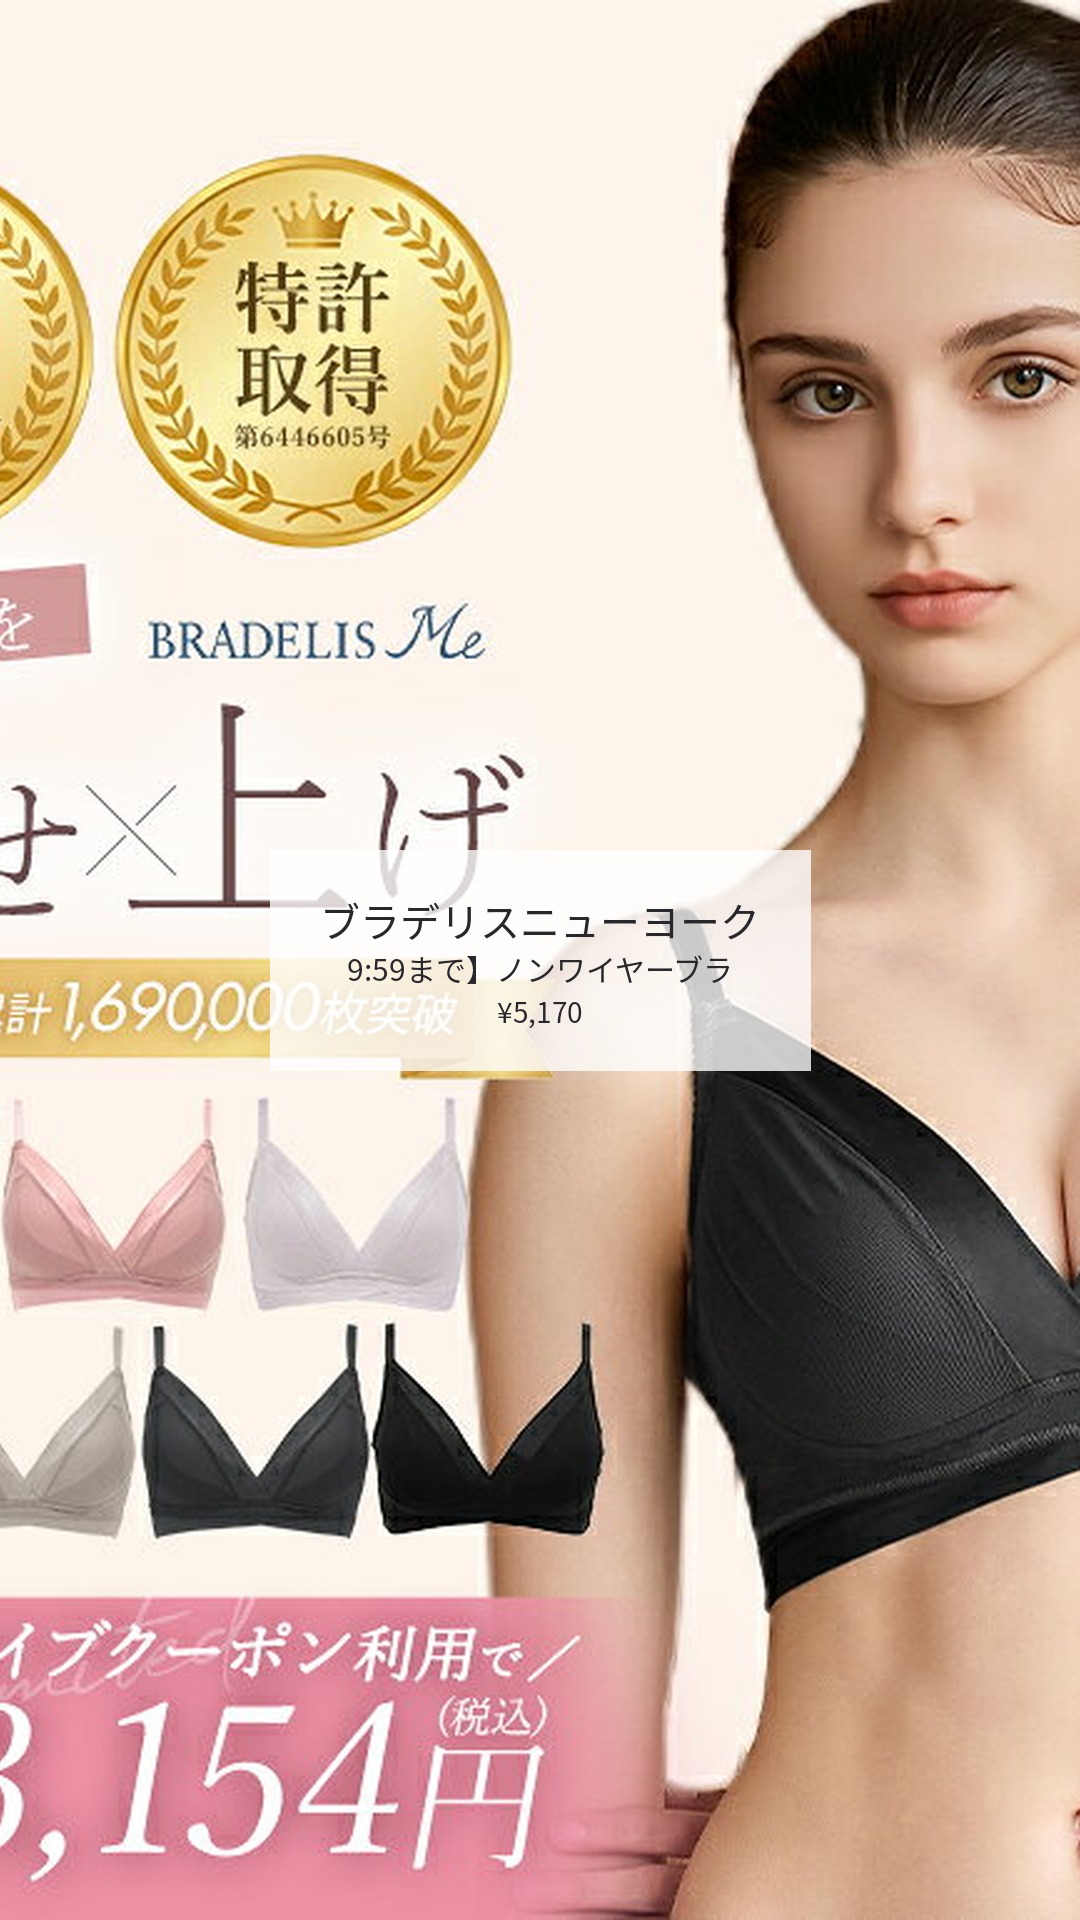 特許
取得
第6446605号
を
BRADELIS Me
せ×上げ
計1,690,000枚突破
ブラデリスニューヨーク
9:59まで】ノンワイヤーブラ
¥5,170
イブクーポン利用で／
3,154円
(税込)